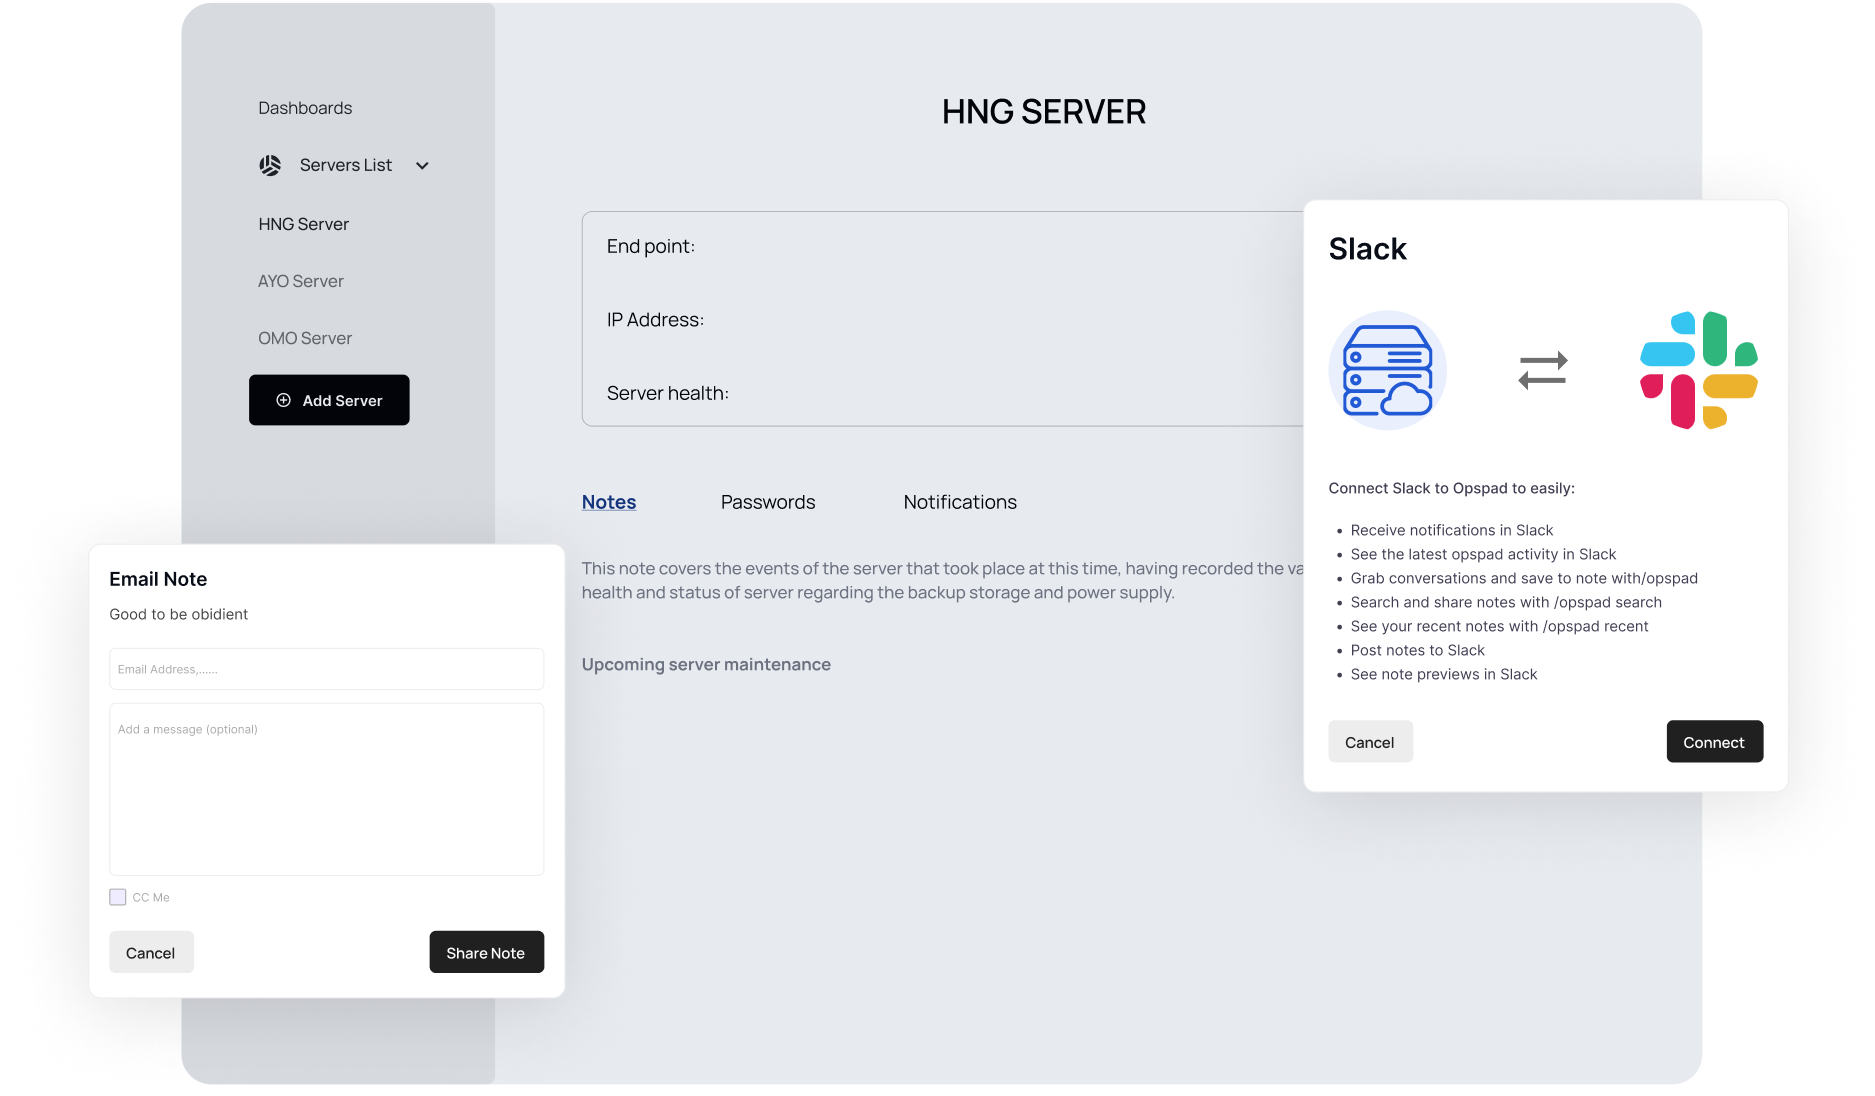 Dashboards
Servers List
HNG Server
AYO Server
OMO Server
Add Server
HNG SERVER
End point:
IP Address:
Server health:
Notes
Passwords
Notifications
This note covers the events of the server that took place at this time, having recorded the va
health and status of server regarding the backup storage and power supply.
Upcoming server maintenance
Email Note
Good to be obidient
Email Address,......
Add a message (optional)
CC Me
Cancel
Share Note
Slack
Connect Slack to Opspad to easily:
• Receive notifications in Slack
• See the latest opspad activity in Slack
• Grab conversations and save to note with/opspad
• Search and share notes with /opspad search
• See your recent notes with /opspad recent
• Post notes to Slack
• See note previews in Slack
Cancel
Connect